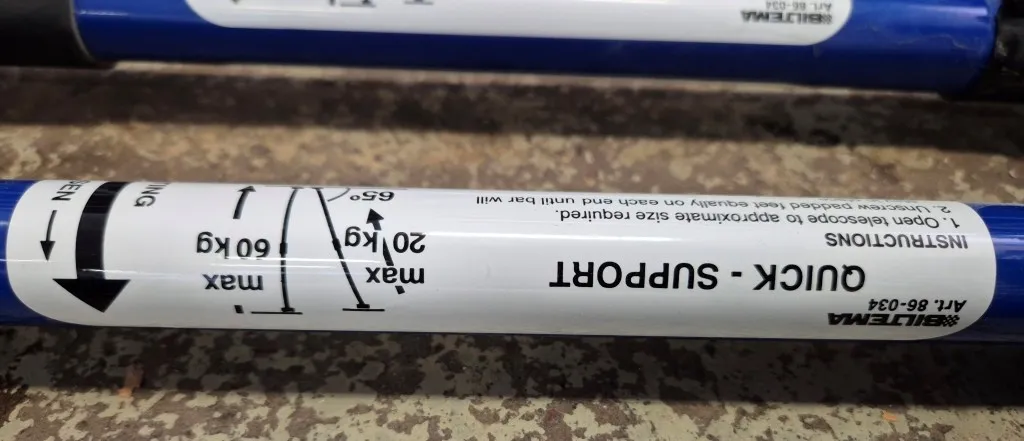 BILTEMA
Art. 86-034
QUICK - SUPPORT
INSTRUCTIONS
1. Open telescope required.
to approximate size
2. Unscrew padded feet equally on each end until bar will
max
20 kg
65°
max
60 kg
BILTEMA
Art. 86-034